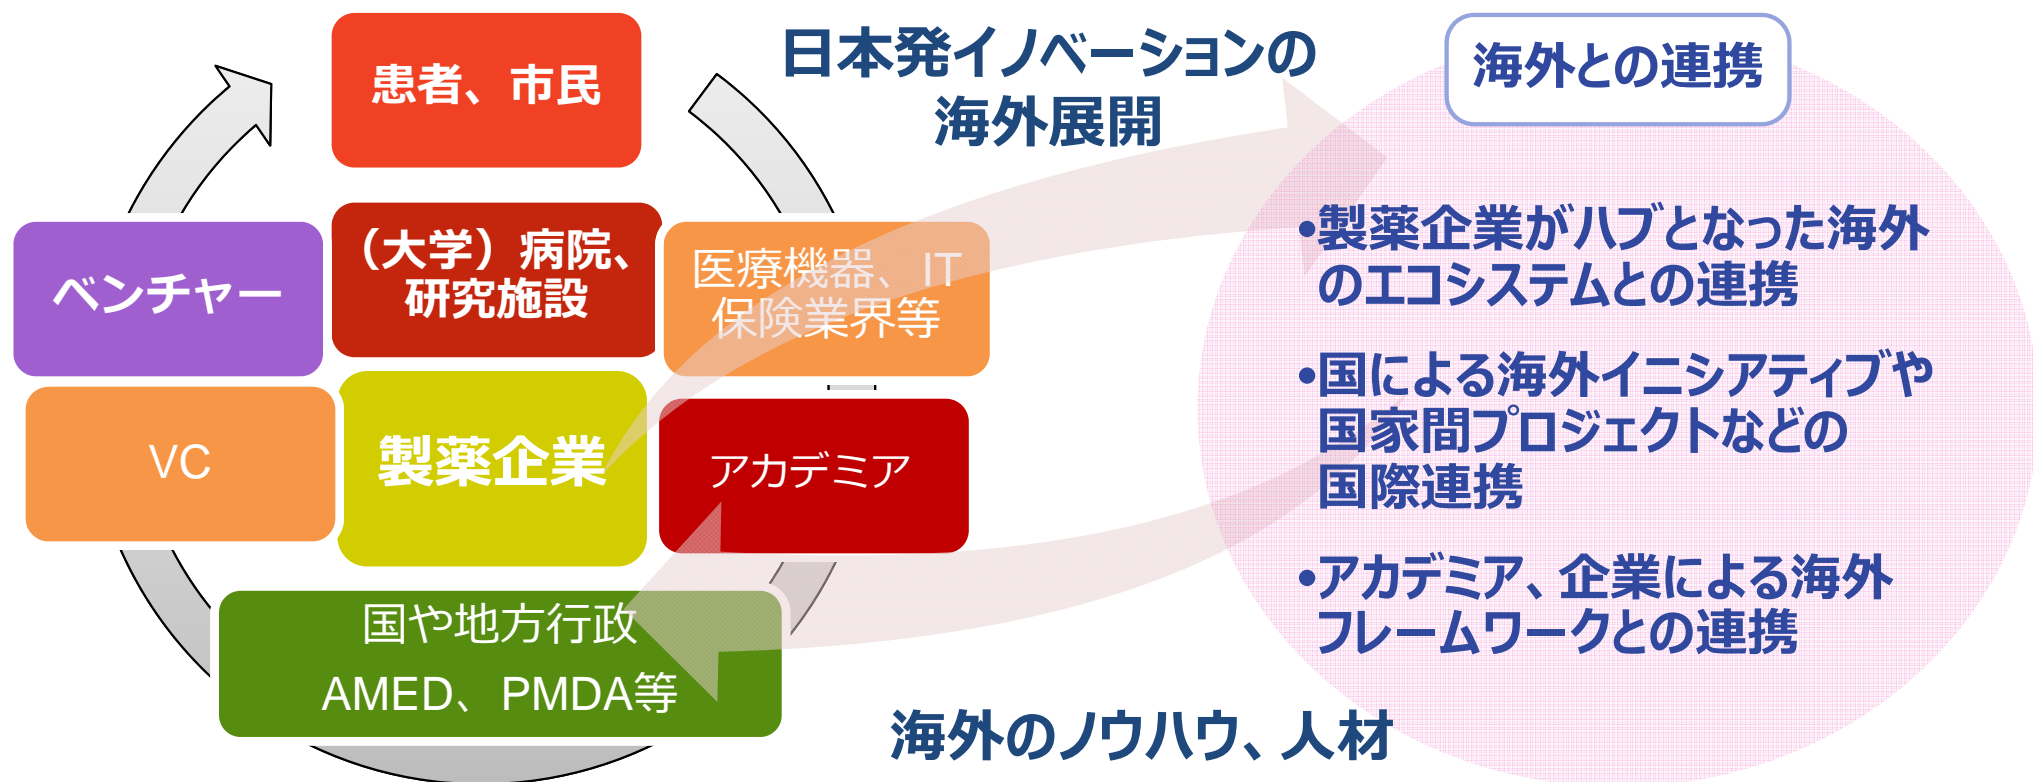 患者、市民
（大学）病院、
研究施設
ベンチャー
医療機器、IT
保険業界等
VC
製薬企業
アカデミア
国や地方行政
AMED、PMDA等
日本発イノベーションの
海外展開
海外のノウハウ、人材
海外との連携
•製薬企業がハブとなった海外
のエコシステムとの連携
•国による海外イニシアティブや
国家間プロジェクトなどの
国際連携
•アカデミア、企業による海外
フレームワークとの連携